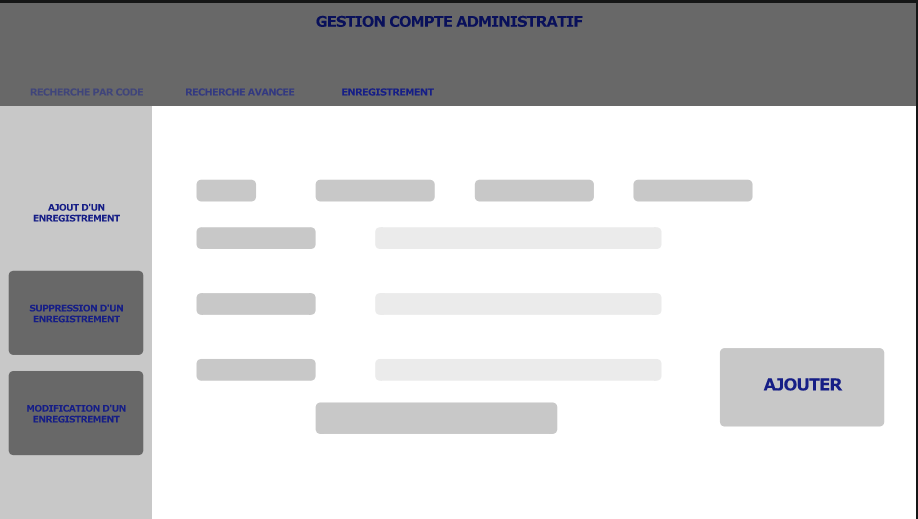 GESTION COMPTE ADMINISTRATIF
RECHERCHE PAR CODE
RECHERCHE AVANCEE
ENREGISTREMENT
AJOUT D'UN
ENREGISTREMENT
SUPPRESSION D'UN
ENREGISTREMENT
MODIFICATION D'UN
ENREGISTREMENT
AJOUTER